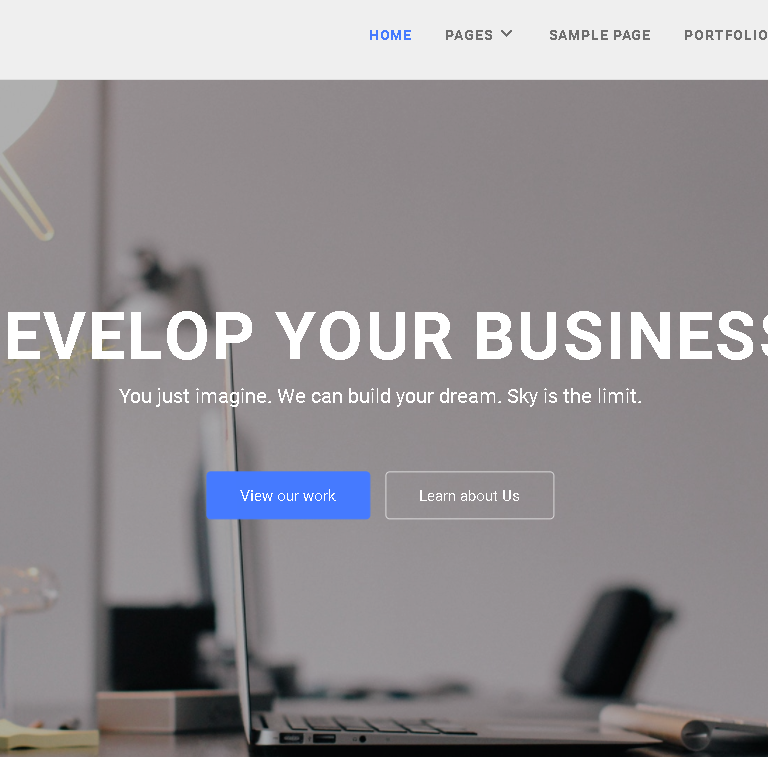 HOME PAGES SAMPLE PAGE PORTFOLIO
EVELOP YOUR BUSINESS
You just imagine. We can build your dream. Sky is the limit.
View our work Learn about Us